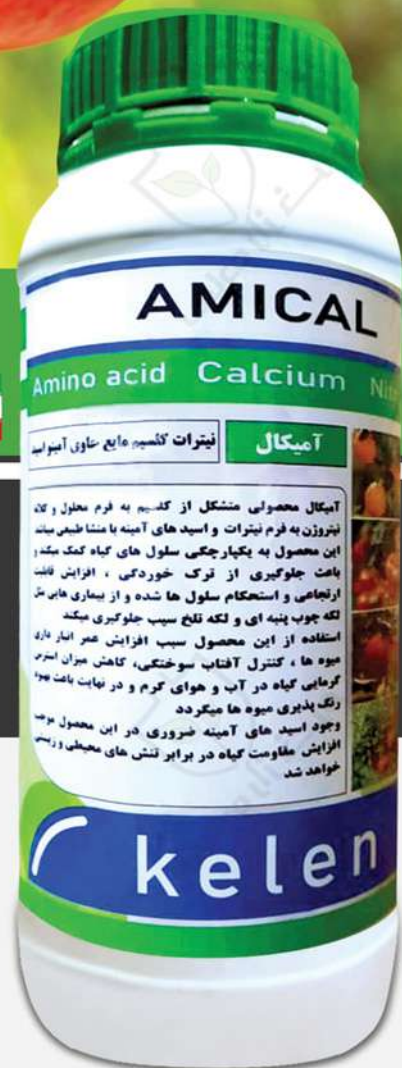 AMICAL
Amino acid Calcium
آمیکال
نیترات کلسیم مایع حاوی آمینو اسید
آمیکال محصولی متشکل از کلسیم به فرم محلول و کلاته
نیتروژن به فرم نیترات و اسید های آمینه با منشا طبیعی میباشد
این محصول به یکپارچگی سلول های گیاه کمک میکند و
باعث جلوگیری از ترک خوردگی ، افزایش قابلیت
ارتجاعی و استحکام سلول ها شده و از بیماری هایی مثل
لکه چوب پنبه ای و لکه تلخ سیب جلوگیری میکند
استفاده از این محصول سبب افزایش عمر انبار داری
میوه ها ، کنترل آفتاب سوختگی، کاهش میزان استرس
گرمایی گیاه در آب و هوای گرم و در نهایت باعث بهبود
رنگ پذیری میوه ها میگردد
وجود اسید های آمینه ضروری در این محصول موجب
افزایش مقاومت گیاه در برابر تنش های محیطی و زیستی
خواهد شد
kelen